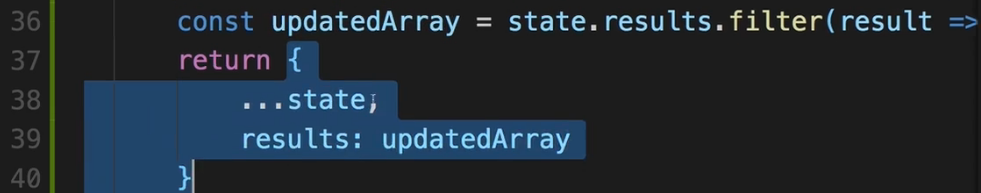 36 const updatedArray = state.results.filter(result =>
37 return {
38 ...state,
39 results: updatedArray
40 }